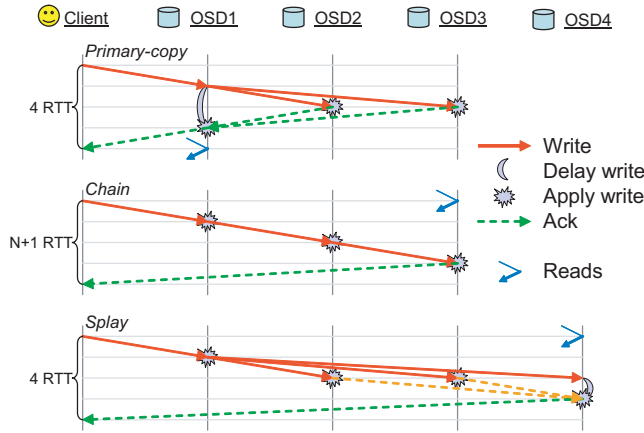 Client OSD1 OSD2 OSD3 OSD4
Primary-copy
4 RTT
Write
Delay write
Apply write
Ack
Reads
Chain
N+1 RTT
Splay
4 RTT